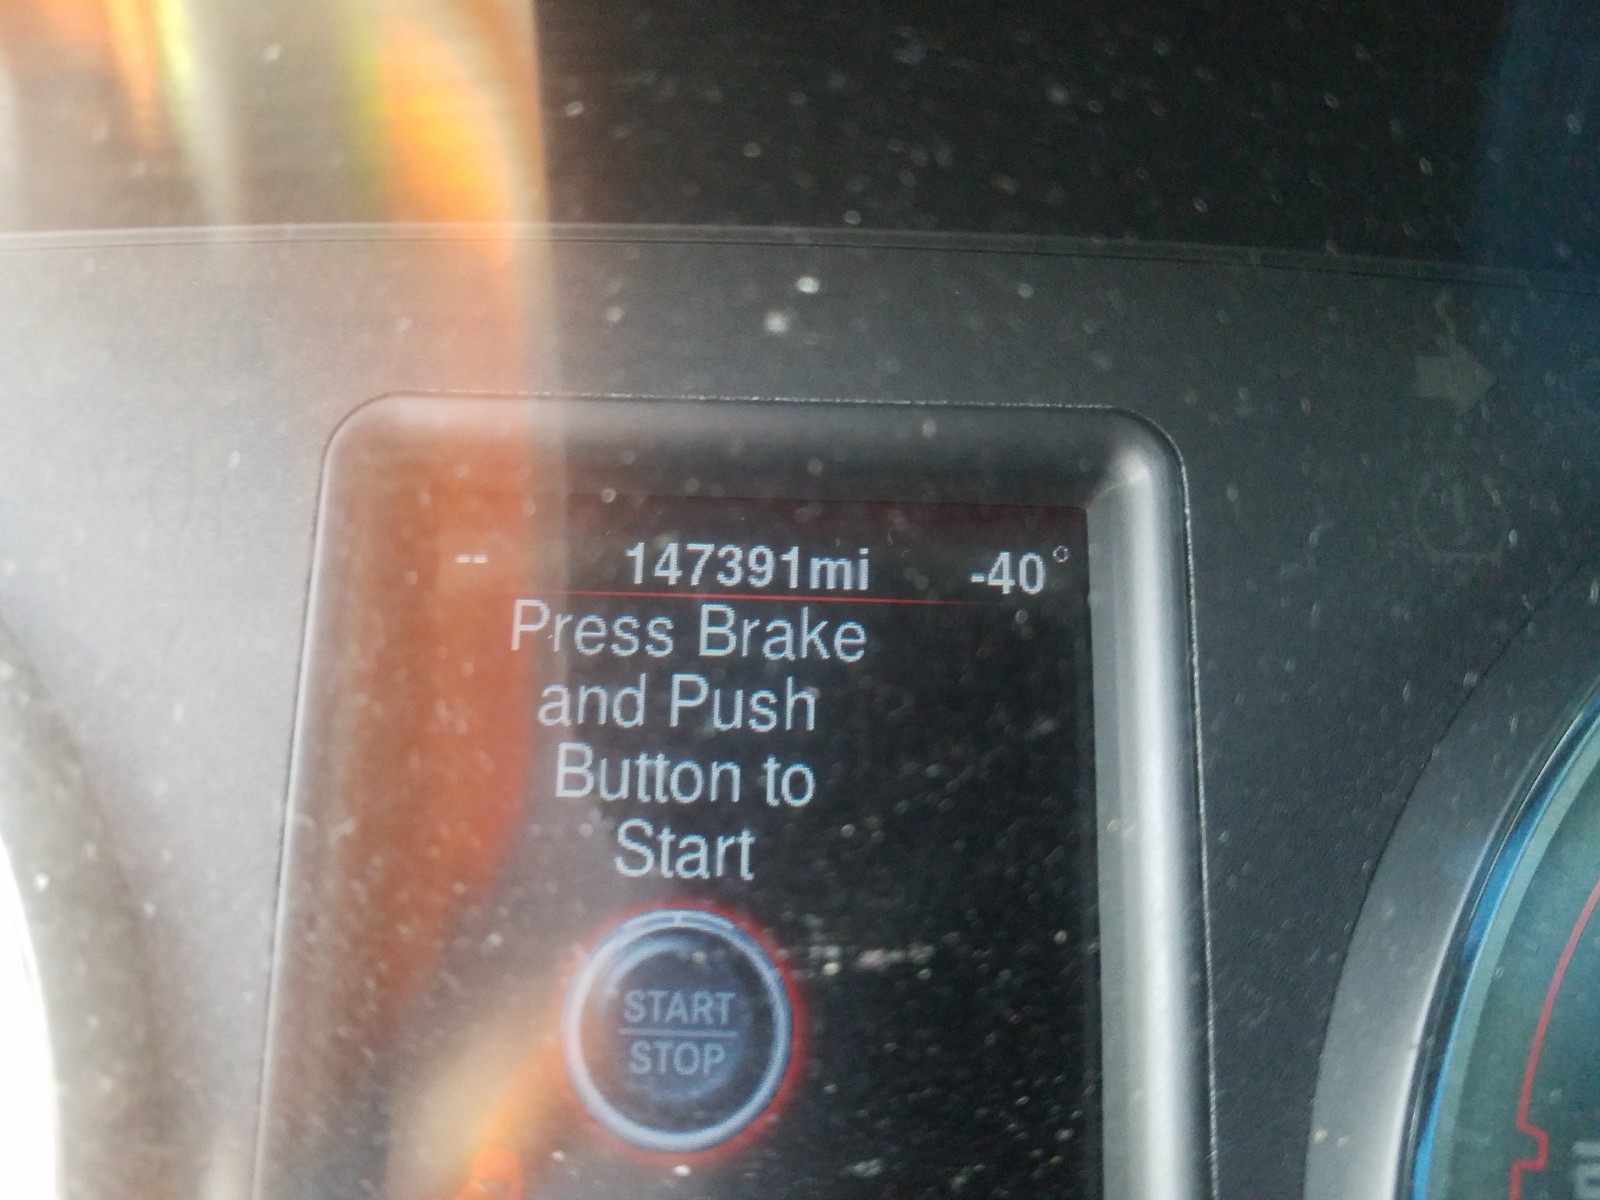 -- 147391mi -40°
Press Brake
and Push
Button to
Start
START
STOP